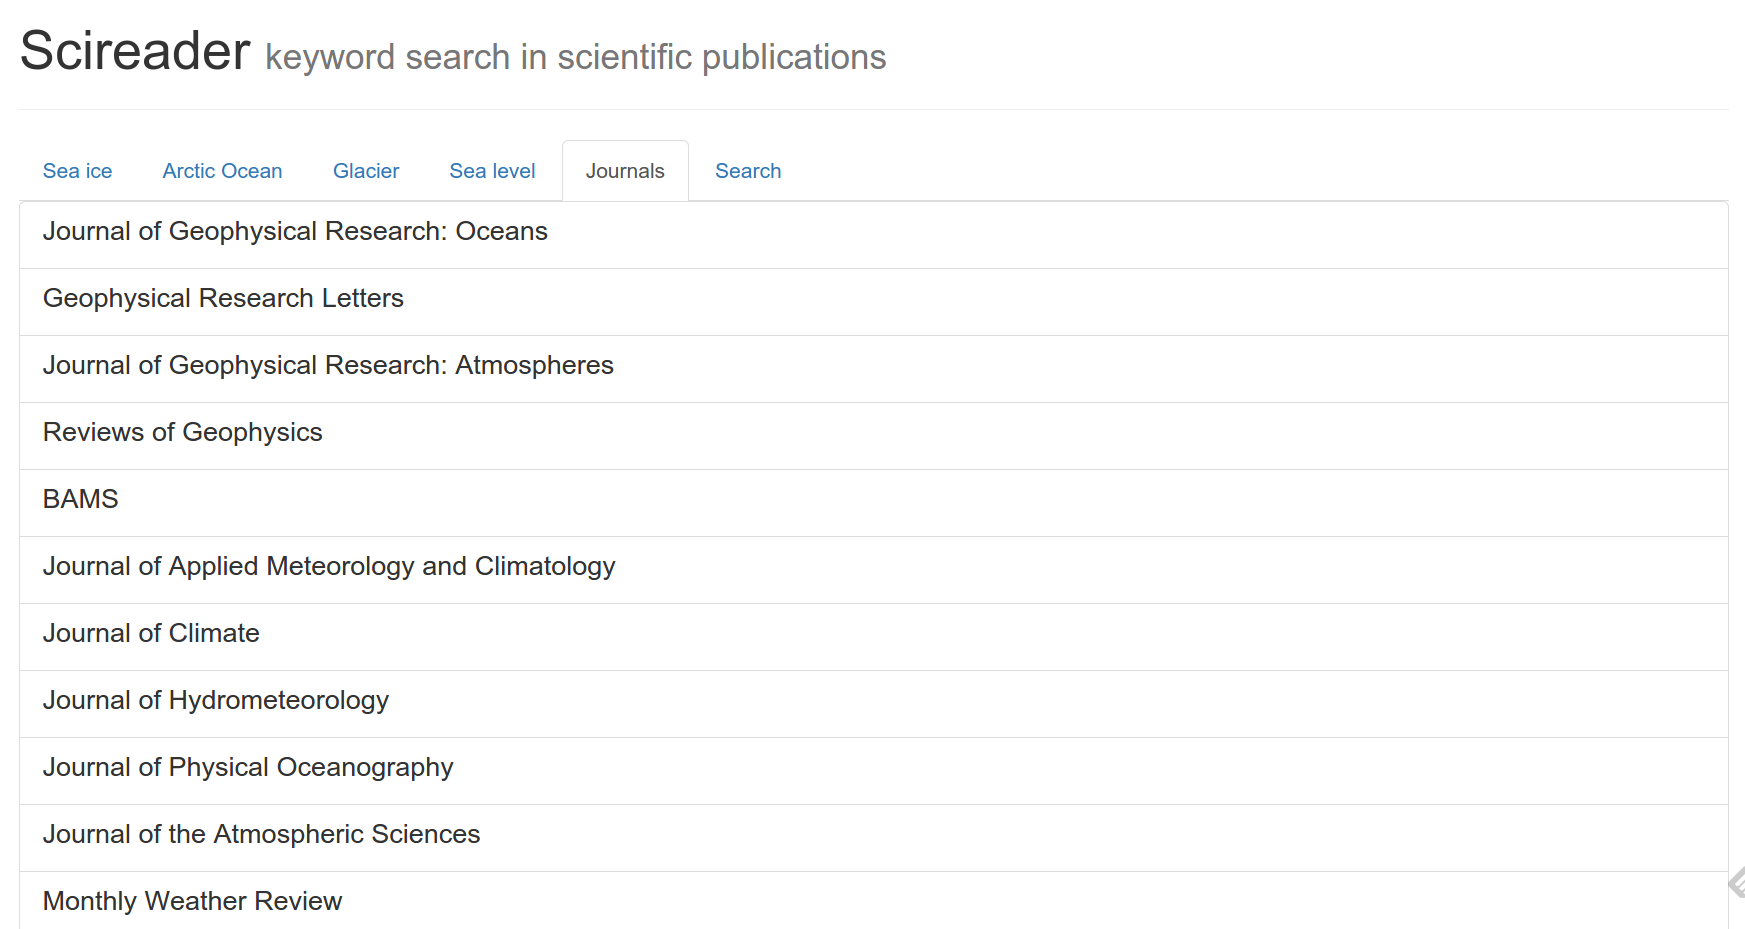 Scireader keyword search in scientific publications
Sea ice Arctic Ocean Glacier Sea level Journals Search
Journal of Geophysical Research: Oceans
Geophysical Research Letters
Journal of Geophysical Research: Atmospheres
Reviews of Geophysics
BAMS
Journal of Applied Meteorology and Climatology
Journal of Climate
Journal of Hydrometeorology
Journal of Physical Oceanography
Journal of the Atmospheric Sciences
Monthly Weather Review